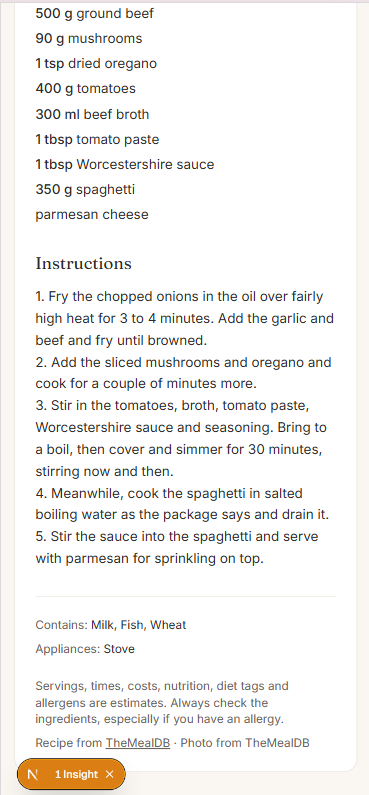 500 g ground beef
90 g mushrooms
1 tsp dried oregano
400 g tomatoes
300 ml beef broth
1 tbsp tomato paste
1 tbsp Worcestershire sauce
350 g spaghetti
parmesan cheese
Instructions
1. Fry the chopped onions in the oil over fairly
high heat for 3 to 4 minutes. Add the garlic and
beef and fry until browned.
2. Add the sliced mushrooms and oregano and
cook for a couple of minutes more.
3. Stir in the tomatoes, broth, tomato paste,
Worcestershire sauce and seasoning. Bring to
a boil, then cover and simmer for 30 minutes,
stirring now and then.
4. Meanwhile, cook the spaghetti in salted
boiling water as the package says and drain it.
5. Stir the sauce into the spaghetti and serve
with parmesan for sprinkling on top.
Contains: Milk, Fish, Wheat
Appliances: Stove
Servings, times, costs, nutrition, diet tags and
allergens are estimates. Always check the
ingredients, especially if you have an allergy.
Recipe from TheMealDB · Photo from TheMealDB
N 1 Insight ×